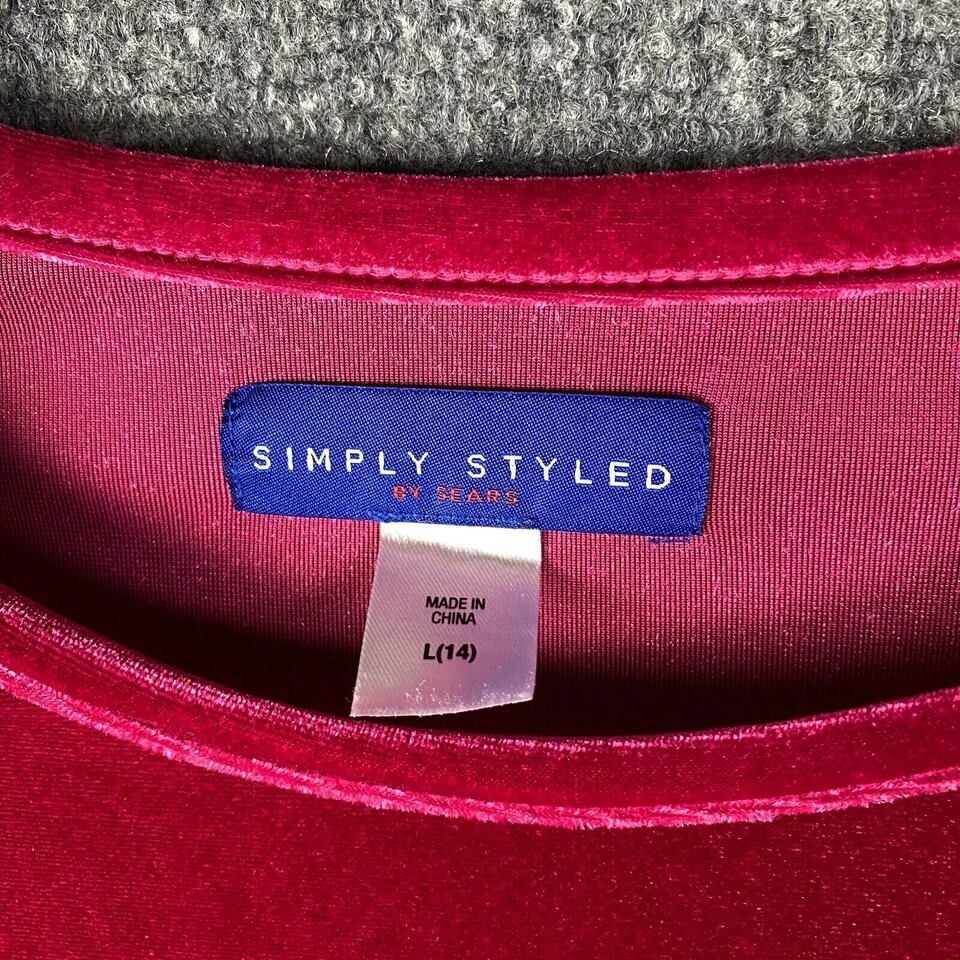 SIMPLY STYLED
BY SEARS
MADE IN
CHINA
L(14)